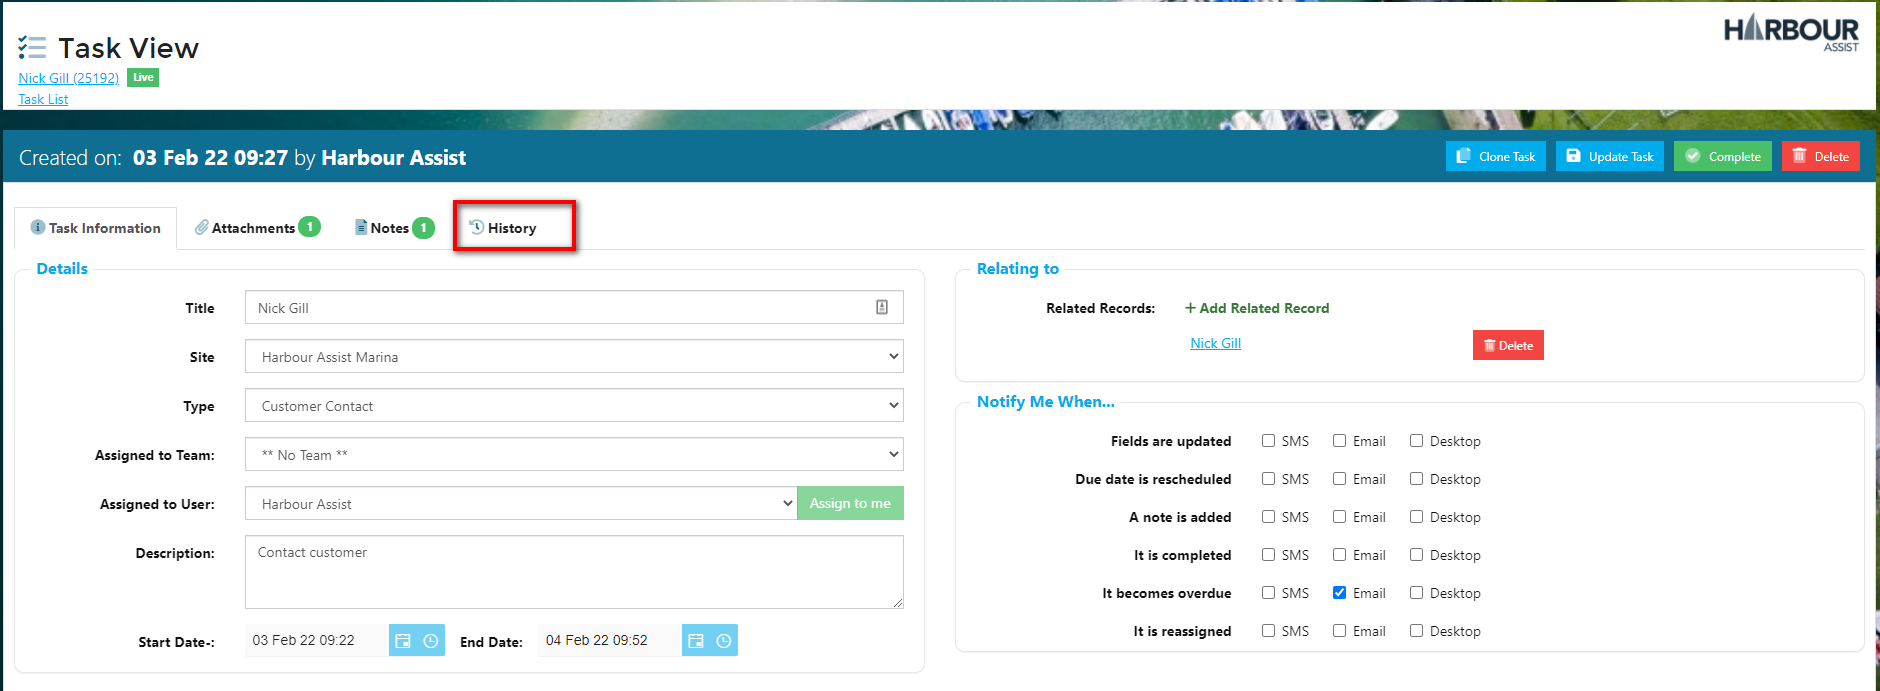 Task View
HARBOUR
ASSIST
Nick Gill (25192) Live
Task List
Created on: 03 Feb 22 09:27 by Harbour Assist
Clone Task Update Task Complete Delete
Task Information Attachments 1 Notes 1 History
Details
Title Nick Gill
Site Harbour Assist Marina
Type Customer Contact
Assigned to Team: ** No Team **
Assigned to User: Harbour Assist Assign to me
Description: Contact customer
Start Date-: 03 Feb 22 09:22 End Date: 04 Feb 22 09:52
Relating to
Related Records: + Add Related Record
Nick Gill Delete
Notify Me When...
Fields are updated SMS Email Desktop
Due date is rescheduled SMS Email Desktop
A note is added SMS Email Desktop
It is completed SMS Email Desktop
It becomes overdue SMS Email Desktop
It is reassigned SMS Email Desktop